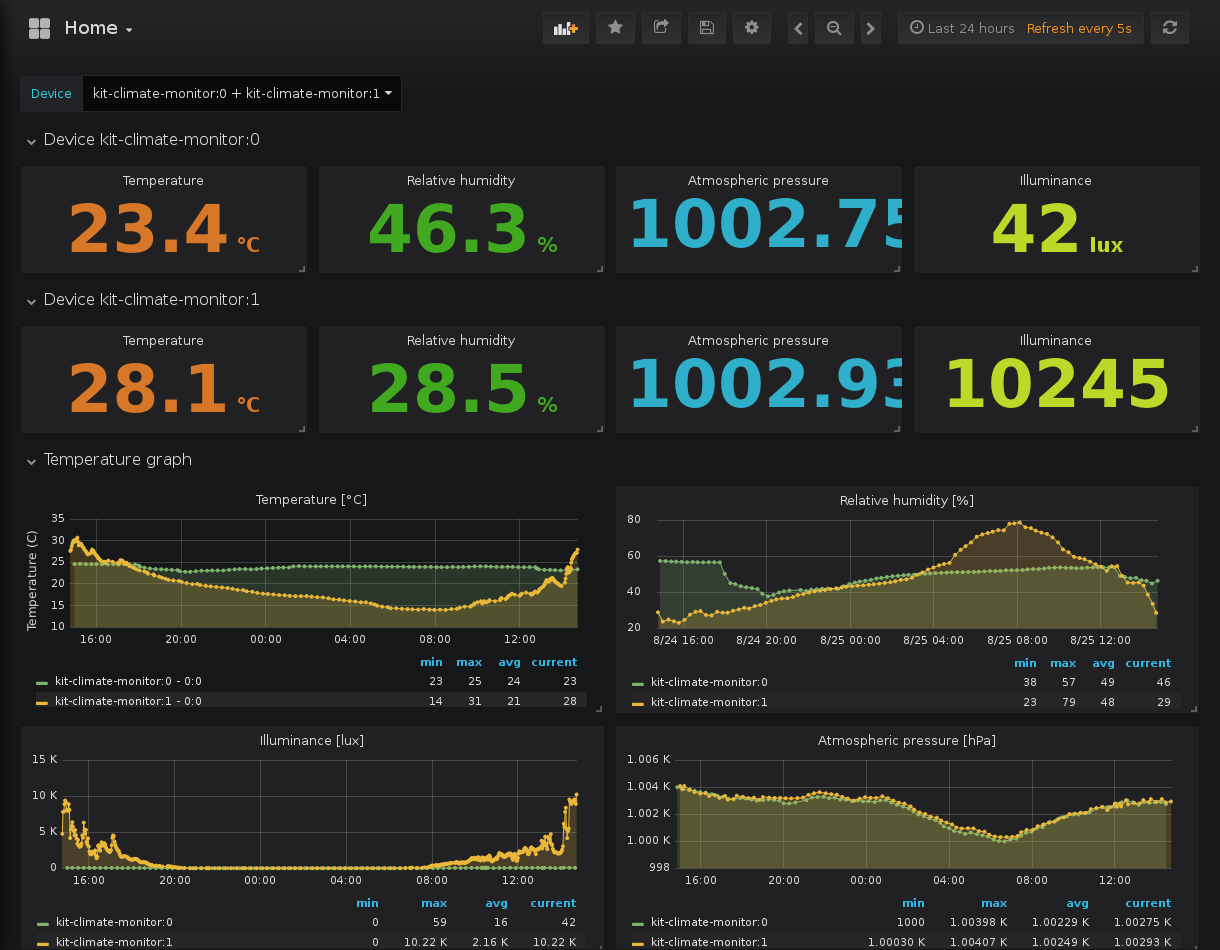 Home
Last 24 hours Refresh every 5s
Device kit-climate-monitor:0 + kit-climate-monitor:1
Device kit-climate-monitor:0
Temperature Relative humidity Atmospheric pressure Illuminance
23.4 °C 46.3 % 1002.75 42 lux
Device kit-climate-monitor:1
Temperature Relative humidity Atmospheric pressure Illuminance
28.1 °C 28.5 % 1002.93 10245
Temperature graph
Temperature [°C]
Temperature (C)
35
30
25
20
15
10
16:00 20:00 00:00 04:00 08:00 12:00
min max avg current
kit-climate-monitor:0 - 0:0 23 25 24 23
kit-climate-monitor:1 - 0:0 14 31 21 28
Relative humidity [%]
80
60
40
20
8/24 16:00 8/24 20:00 8/25 00:00 8/25 04:00 8/25 08:00 8/25 12:00
min max avg current
kit-climate-monitor:0 38 57 49 46
kit-climate-monitor:1 23 79 48 29
Illuminance [lux]
15 K
10 K
5 K
0
16:00 20:00 00:00 04:00 08:00 12:00
min max avg current
kit-climate-monitor:0 0 59 16 42
kit-climate-monitor:1 0 10.22 K 2.16 K 10.22 K
Atmospheric pressure [hPa]
1.006 K
1.004 K
1.002 K
1.000 K
998
16:00 20:00 00:00 04:00 08:00 12:00
min max avg current
kit-climate-monitor:0 1000 1.00398 K 1.00229 K 1.00275 K
kit-climate-monitor:1 1.00030 K 1.00407 K 1.00249 K 1.00293 K